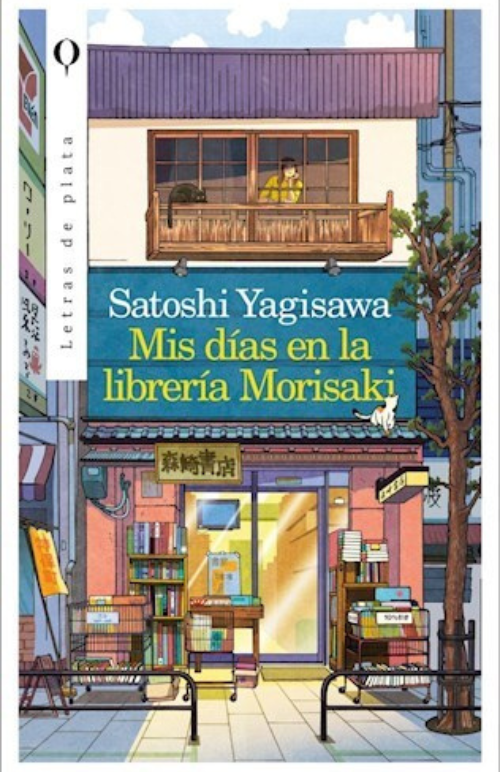 Letras de plata
Satoshi Yagisawa
Mis días en la
librería Morisaki
森崎書店